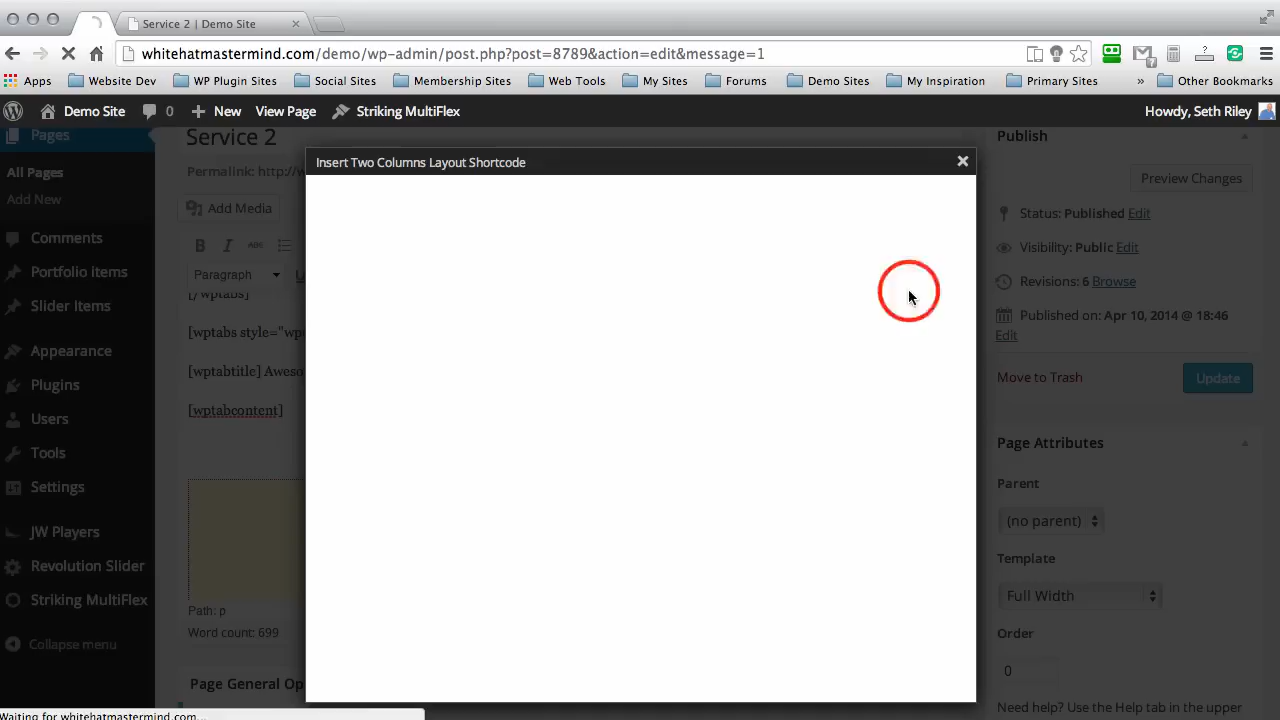 Service 2 | Demo Site
whitehatmastermind.com/demo/wp-admin/post.php?post=8789&action=edit&message=1
Apps Website Dev WP Plugin Sites Social Sites Membership Sites Web Tools My Sites Forums Demo Sites My Inspiration Primary Sites » Other Bookmarks
Demo Site 0 New View Page Striking MultiFlex Howdy, Seth Riley
Pages
All Pages
Add New
Comments
Portfolio items
Slider Items
Appearance
Plugins
Users
Tools
Settings
JW Players
Revolution Slider
Striking MultiFlex
Collapse menu
Service 2
Permalink: http://w
Add Media
B I ABC
Paragraph U
[/wptabs]
[wptabs style="wpu
[wptabtitle] Aweso
[wptabcontent]
Path: p
Word count: 699
Page General Op
Insert Two Columns Layout Shortcode
Publish
Preview Changes
Status: Published Edit
Visibility: Public Edit
Revisions: 6 Browse
Published on: Apr 10, 2014 @ 18:46
Edit
Move to Trash Update
Page Attributes
Parent
(no parent)
Template
Full Width
Order
0
Need help? Use the Help tab in the upper
Waiting for whitehatmastermind.com...